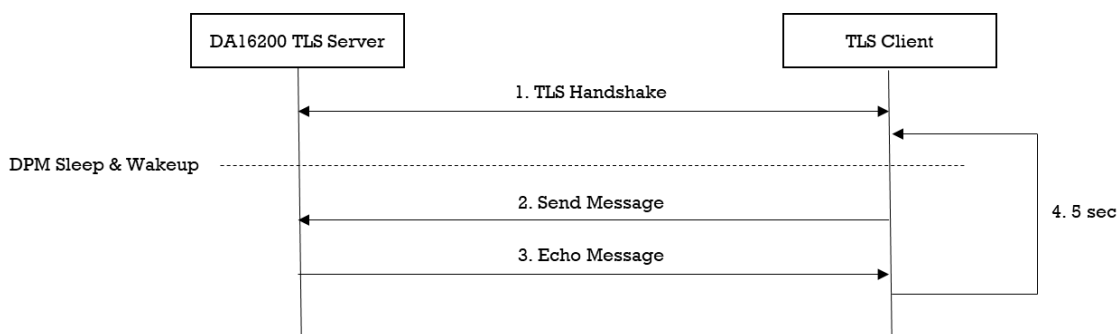 DA16200 TLS Server
TLS Client
1. TLS Handshake
DPM Sleep & Wakeup
2. Send Message
4. 5 sec
3. Echo Message